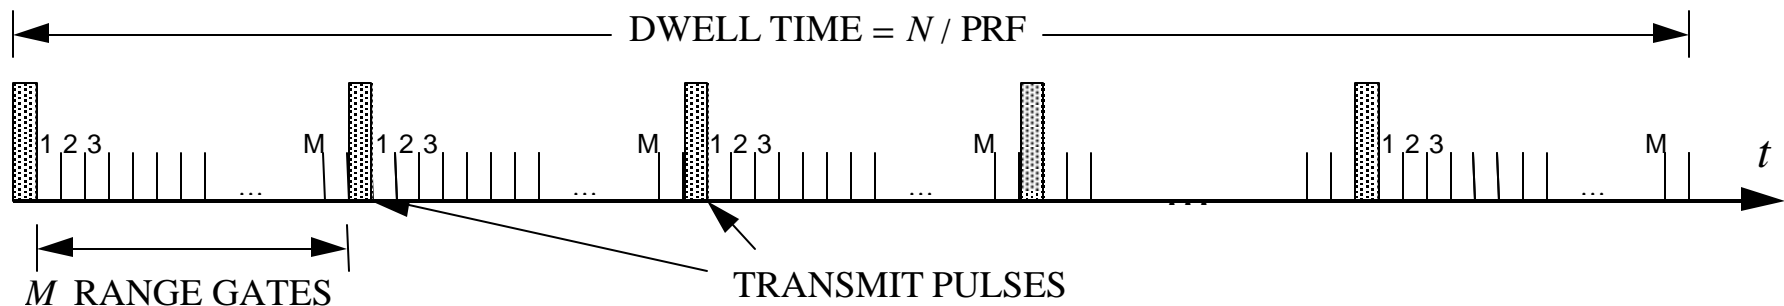 DWELL TIME = N / PRF
1 2 3 M 1 2 3 M 1 2 3 M 1 2 3 M t
... ... ... ... ...
M RANGE GATES
TRANSMIT PULSES